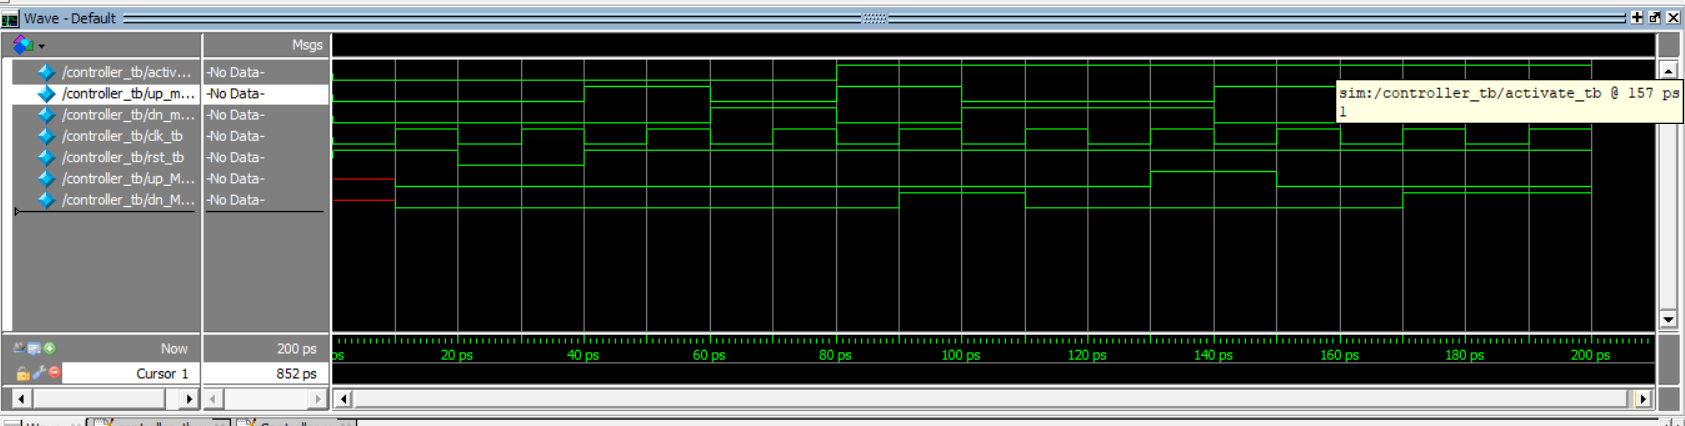 Wave - Default
Msgs
/controller_tb/activ... -No Data-
/controller_tb/up_m... -No Data-
/controller_tb/dn_m... -No Data-
/controller_tb/clk_tb -No Data-
/controller_tb/rst_tb -No Data-
/controller_tb/up_M... -No Data-
/controller_tb/dn_M... -No Data-
sim:/controller_tb/activate_tb @ 157 ps
1
Now 200 ps
ps 20 ps 40 ps 60 ps 80 ps 100 ps 120 ps 140 ps 160 ps 180 ps 200 ps
Cursor 1 852 ps